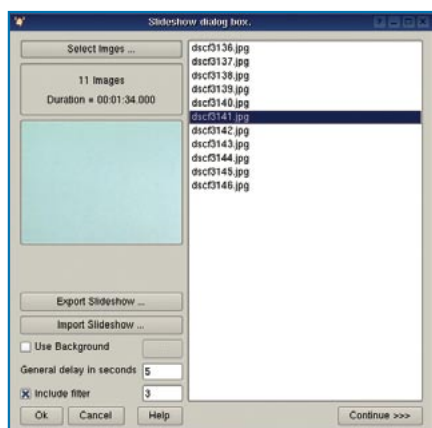 Slideshow dialog box.
Select Imges ...
11 Images
Duration = 00:01:34.000
Export Slideshow ...
Import Slideshow ...
Use Background
General delay in seconds 5
Include filter 3
Ok Cancel Help
dscf3136.jpg
dscf3137.jpg
dscf3138.jpg
dscf3139.jpg
dscf3140.jpg
dscf3141.jpg
dscf3142.jpg
dscf3143.jpg
dscf3144.jpg
dscf3145.jpg
dscf3146.jpg
Continue >>>